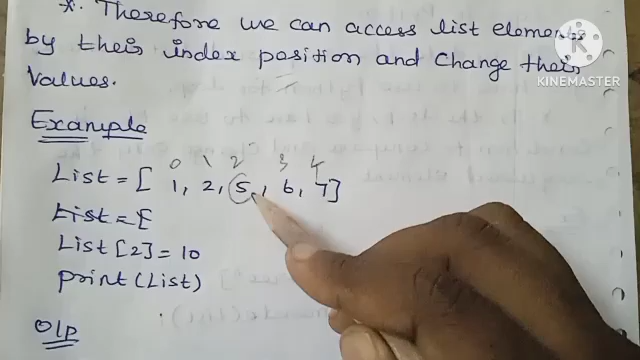 *. Therefore we can access list elements
by their index position and change their
values.
Example
0 1 2 3 4
List = [ 1, 2, 5, , 6, 7]
List = [
List[2] = 10
print (List)
O/p
KINEMASTER